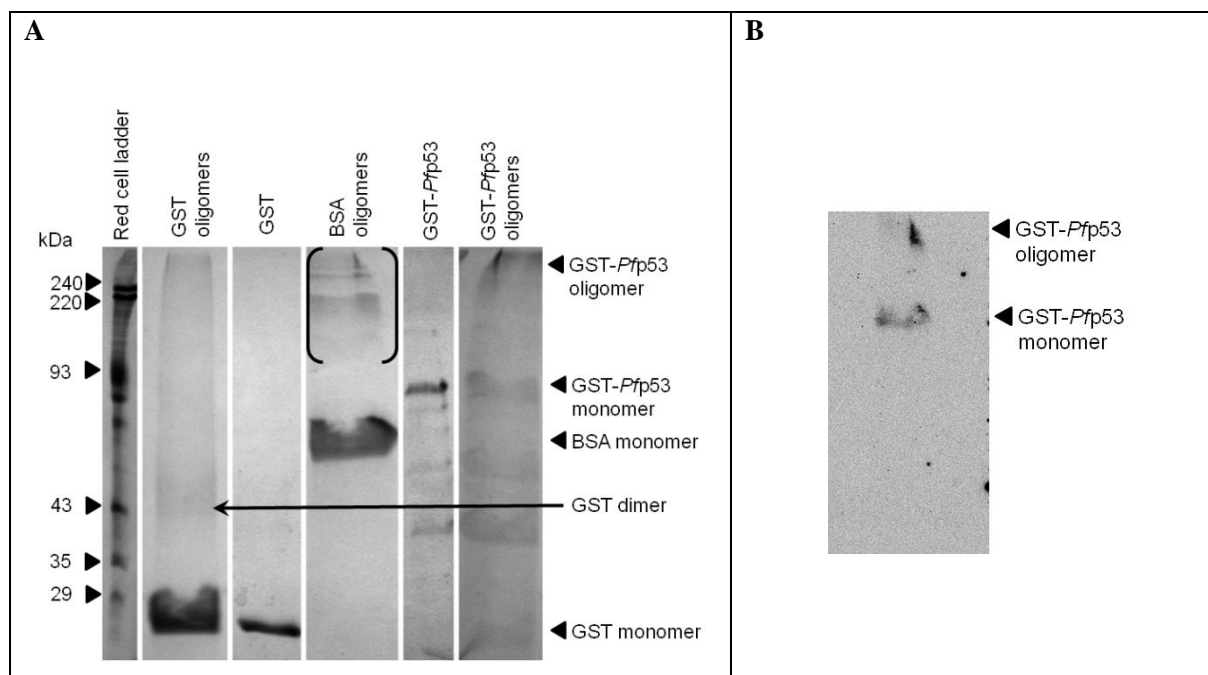 A
Red cell ladder
GST
oligomers
GST
BSA
oligomers
GST-Pfp53
GST-Pfp53
oligomers
kDa
240
220
93
43
35
29
GST-Pfp53
oligomer
GST-Pfp53
monomer
BSA monomer
GST dimer
GST monomer
B
GST-Pfp53
oligomer
GST-Pfp53
monomer